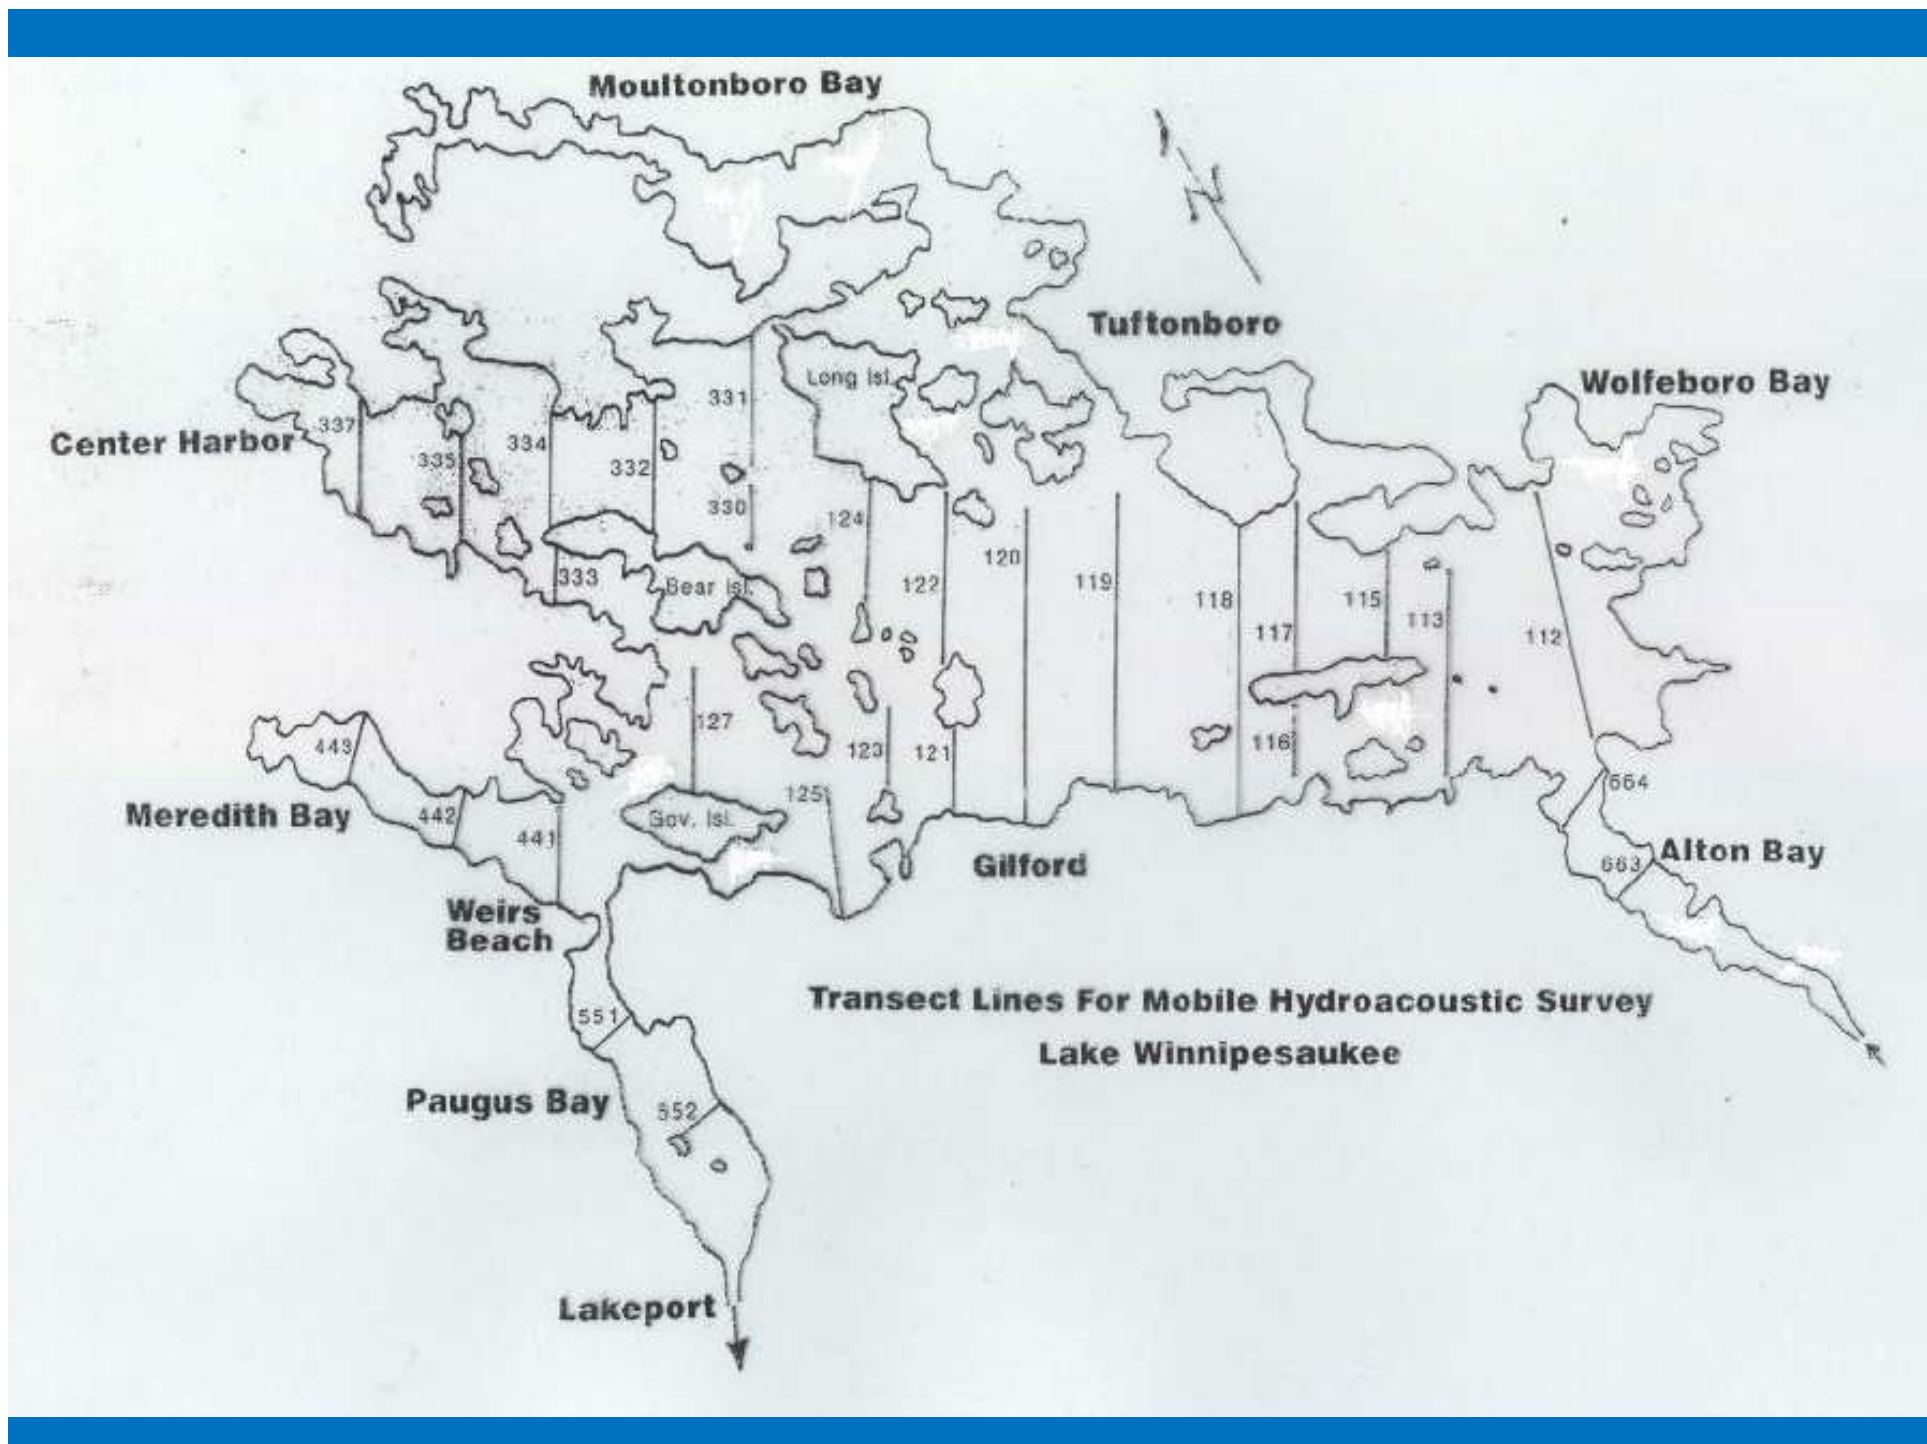 Moultonboro Bay
N
Tuftonboro
Long Isl.
Wolfeboro Bay
331
337
Center Harbor
334
335
332
330
124
120
122
119
333
Bear Isl.
118
115
113
117
112
127
443
123
121
116
664
125
Meredith Bay
442
Gov. Isl.
441
Gilford
663
Alton Bay
Weirs
Beach
Transect Lines For Mobile Hydroacoustic Survey
551
Lake Winnipesaukee
Paugus Bay
552
Lakeport